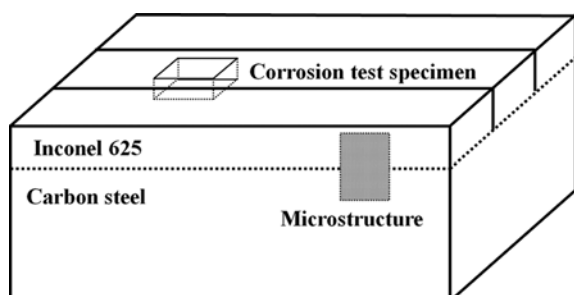 Corrosion test specimen
Inconel 625
Carbon steel
Microstructure